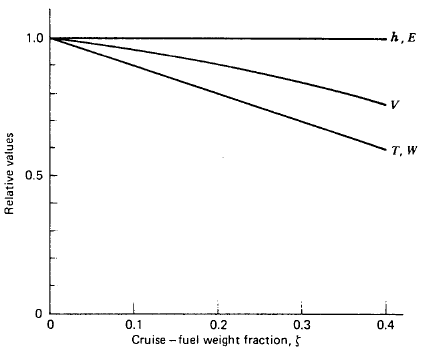 1.0
h, E
V
T, W
0.5
0
0
0.1
0.2
0.3
0.4
Relative values
Cruise–fuel weight fraction, ζ